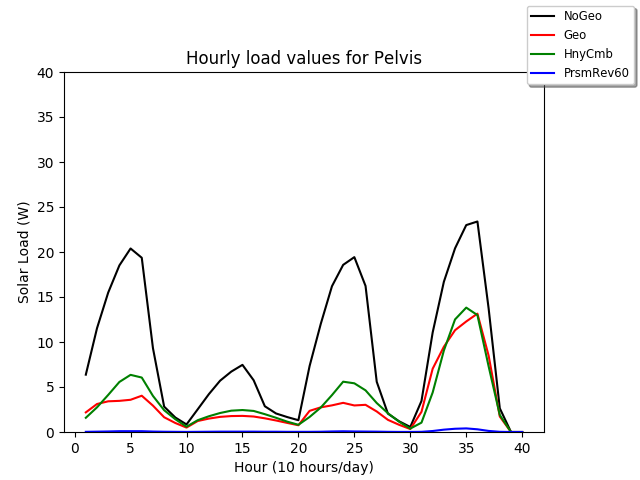 NoGeo
Geo
HnyCmb
PrsmRev60
Hourly load values for Pelvis
40
35
30
25
20
15
10
5
0
Solar Load (W)
0 5 10 15 20 25 30 35 40
Hour (10 hours/day)